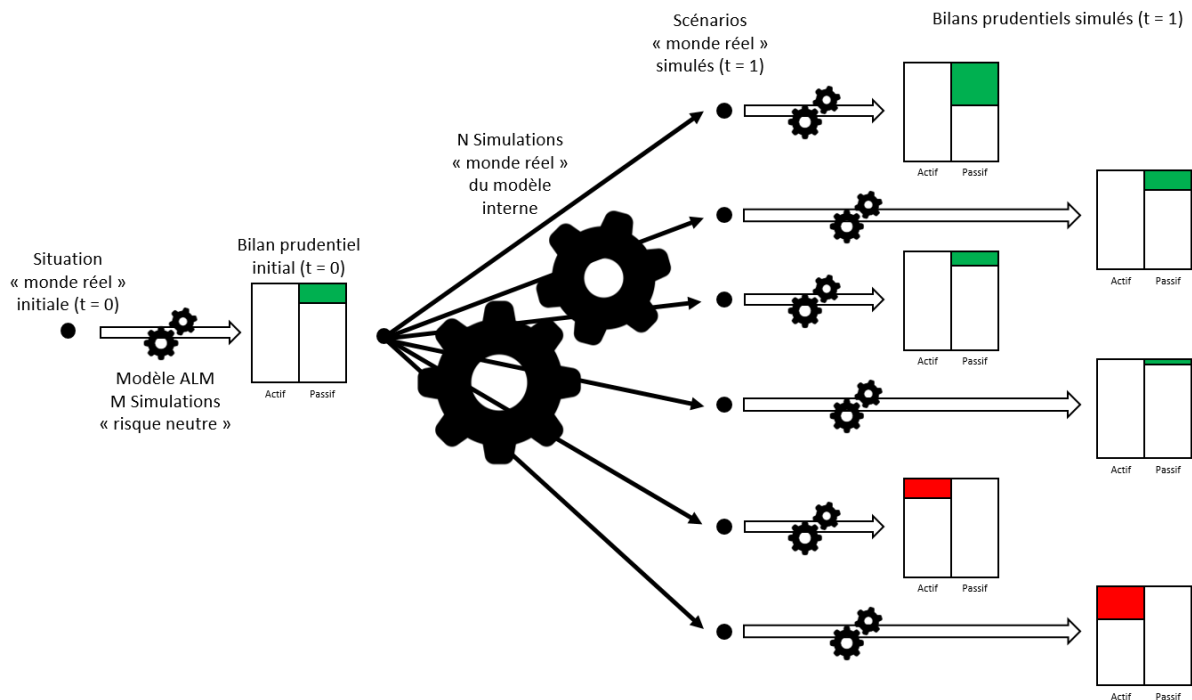 Scénarios
« monde réel »
simulés (t = 1)
Bilans prudentiels simulés (t = 1)
N Simulations
« monde réel »
du modèle
interne
Actif Passif
Actif Passif
Situation
« monde réel »
initiale (t = 0)
Bilan prudentiel
initial (t = 0)
Actif Passif
Modèle ALM
M Simulations
« risque neutre »
Actif Passif
Actif Passif
Actif Passif
Actif Passif